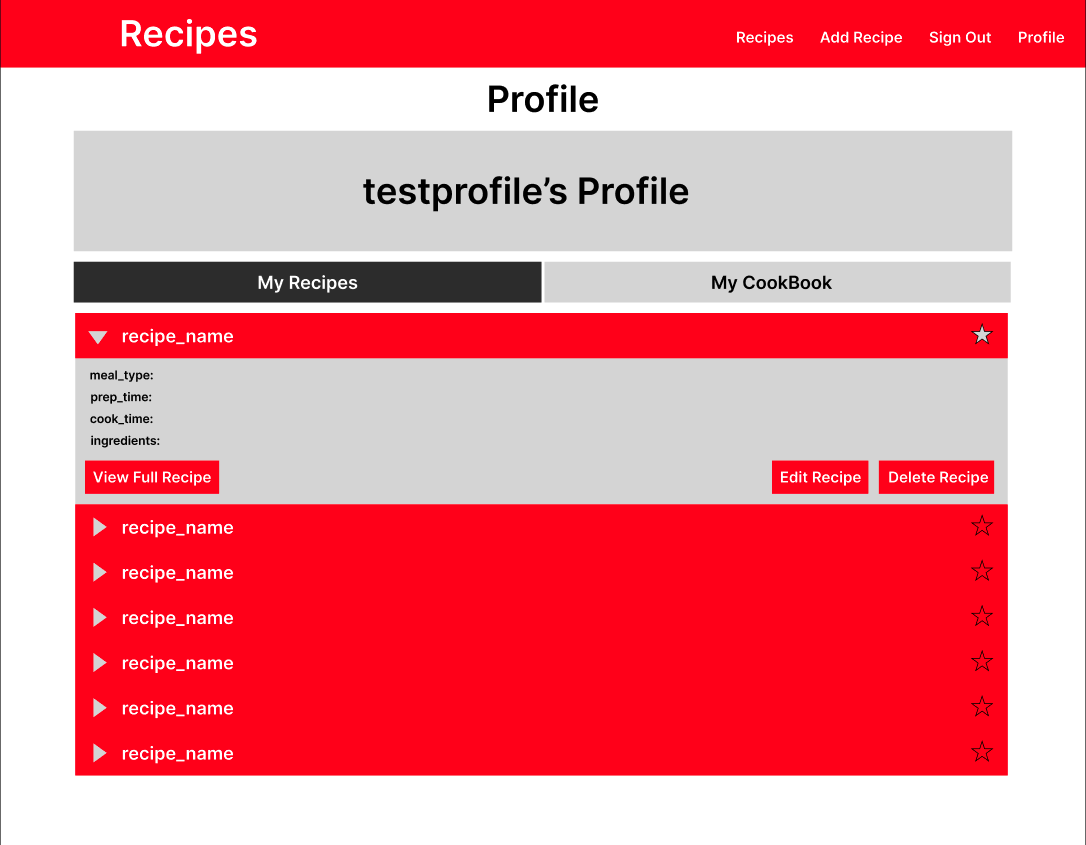 Recipes
Recipes Add Recipe Sign Out Profile
Profile
testprofile’s Profile
My Recipes My CookBook
recipe_name
meal_type:
prep_time:
cook_time:
ingredients:
View Full Recipe Edit Recipe Delete Recipe
recipe_name
recipe_name
recipe_name
recipe_name
recipe_name
recipe_name